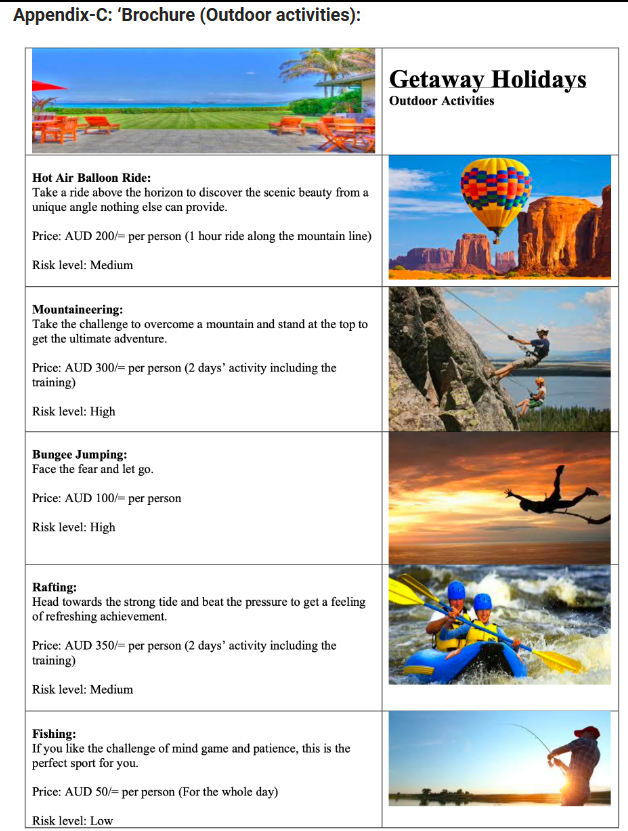 Appendix-C: ‘Brochure (Outdoor activities):
Getaway Holidays
Outdoor Activities
Hot Air Balloon Ride:
Take a ride above the horizon to discover the scenic beauty from a
unique angle nothing else can provide.
Price: AUD 200/= per person (1 hour ride along the mountain line)
Risk level: Medium
Mountaineering:
Take the challenge to overcome a mountain and stand at the top to
get the ultimate adventure.
Price: AUD 300/= per person (2 days’ activity including the
training)
Risk level: High
Bungee Jumping:
Face the fear and let go.
Price: AUD 100/= per person
Risk level: High
Rafting:
Head towards the strong tide and beat the pressure to get a feeling
of refreshing achievement.
Price: AUD 350/= per person (2 days’ activity including the
training)
Risk level: Medium
Fishing:
If you like the challenge of mind game and patience, this is the
perfect sport for you.
Price: AUD 50/= per person (For the whole day)
Risk level: Low